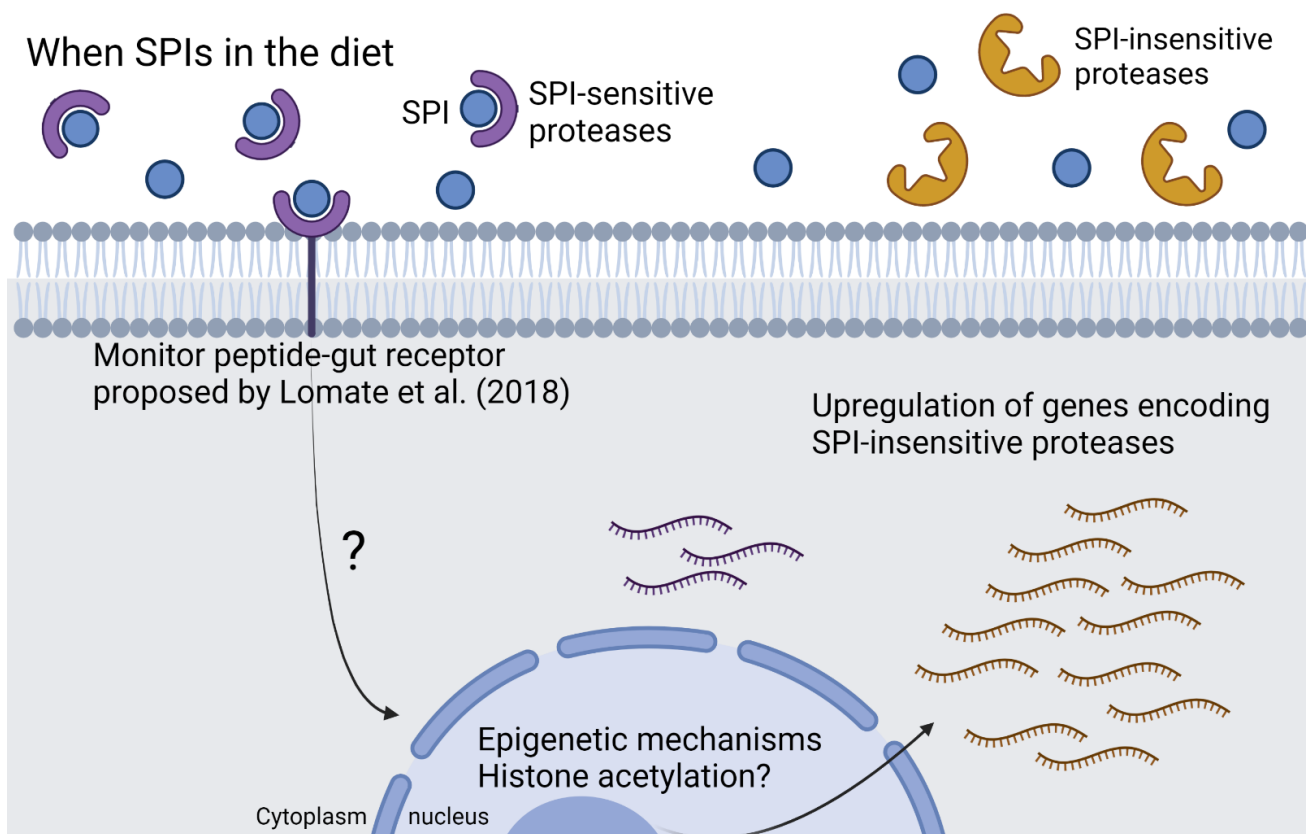 When SPIs in the diet
SPI
SPI-sensitive
proteases
SPI-insensitive
proteases
Monitor peptide-gut receptor
proposed by Lomate et al. (2018)
Upregulation of genes encoding
SPI-insensitive proteases
?
Epigenetic mechanisms
Histone acetylation?
Cytoplasm
nucleus